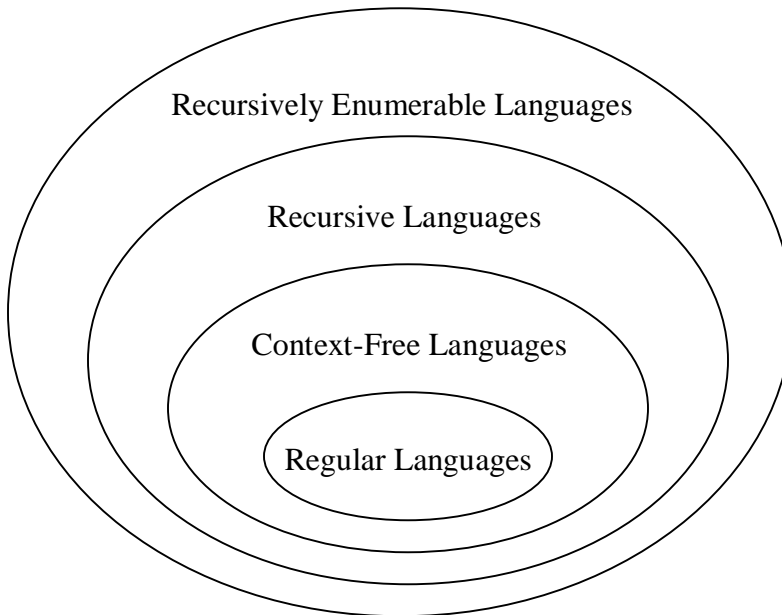 Recursively Enumerable Languages
Recursive Languages
Context-Free Languages
Regular Languages